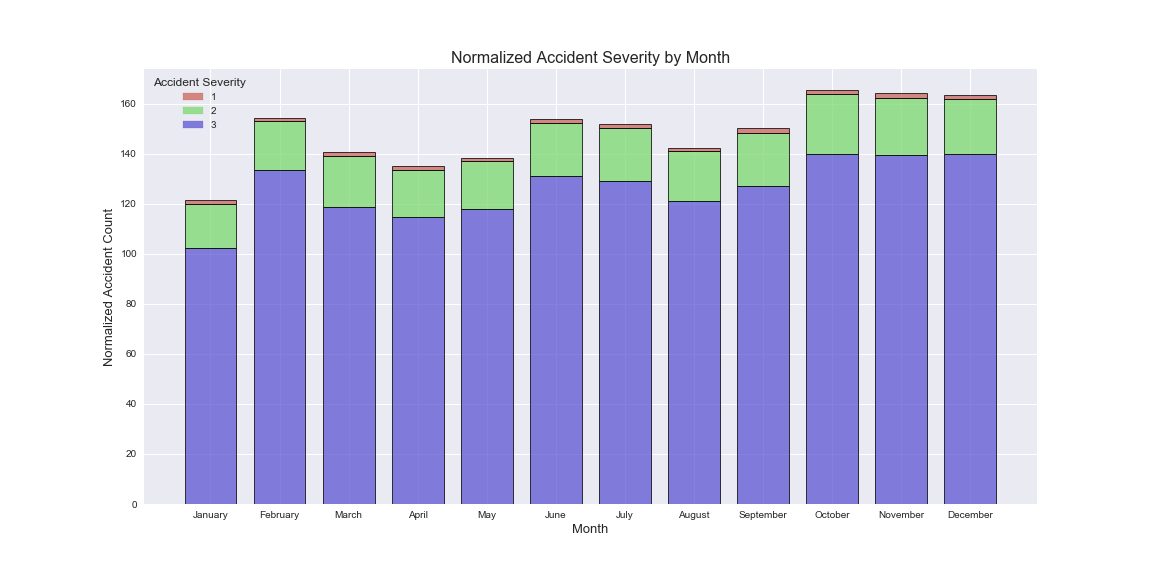 Normalized Accident Severity by Month
Accident Severity
1
2
3
Normalized Accident Count
160
140
120
100
80
60
40
20
0
January February March April May June July August September October November December
Month